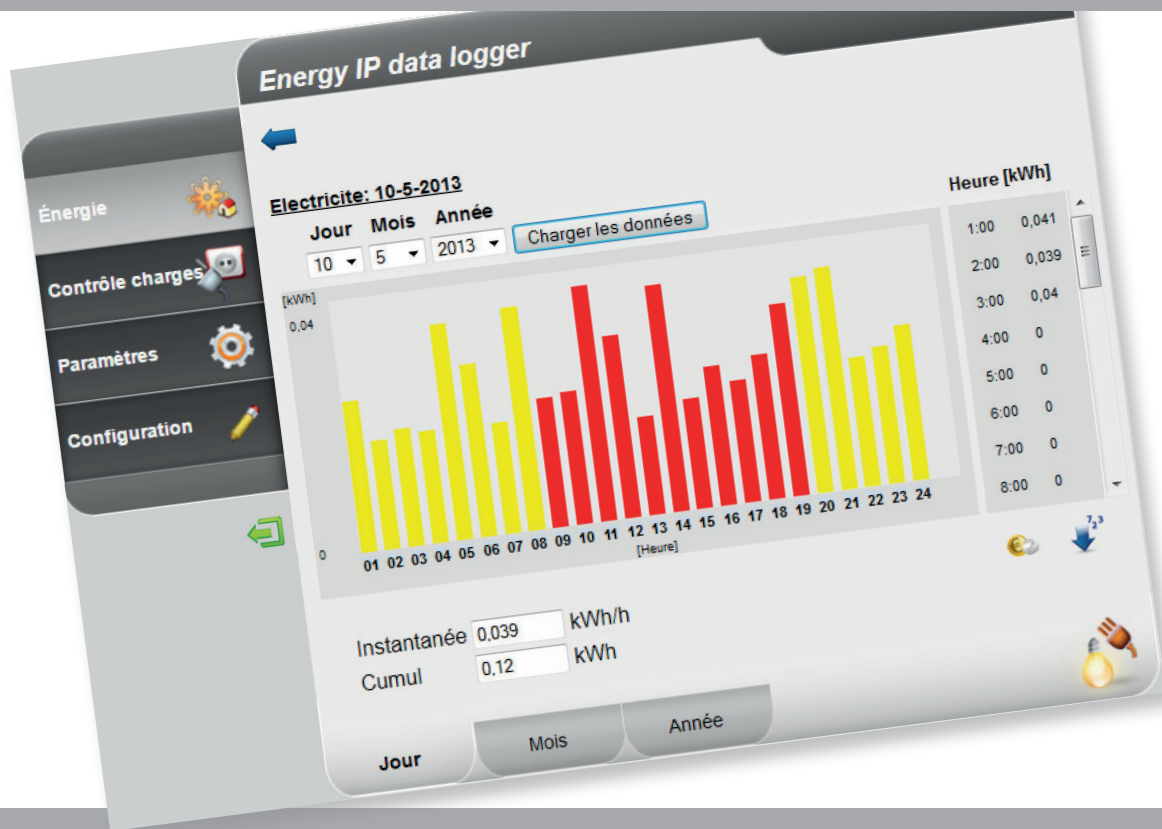 Energy IP data logger
Énergie
Contrôle charges
Paramètres
Configuration
Electricite: 10-5-2013
Jour Mois Année
10 5 2013 Charger les données
[kWh]
0,04
0
01 02 03 04 05 06 07 08 09 10 11 12 13 14 15 16 17 18 19 20 21 22 23 24
[Heure]
Heure [kWh]
1:00 0,041
2:00 0,039
3:00 0,04
4:00 0
5:00 0
6:00 0
7:00 0
8:00 0
€
123
Instantanée 0,039 kWh/h
Cumul 0,12 kWh
Jour Mois Année